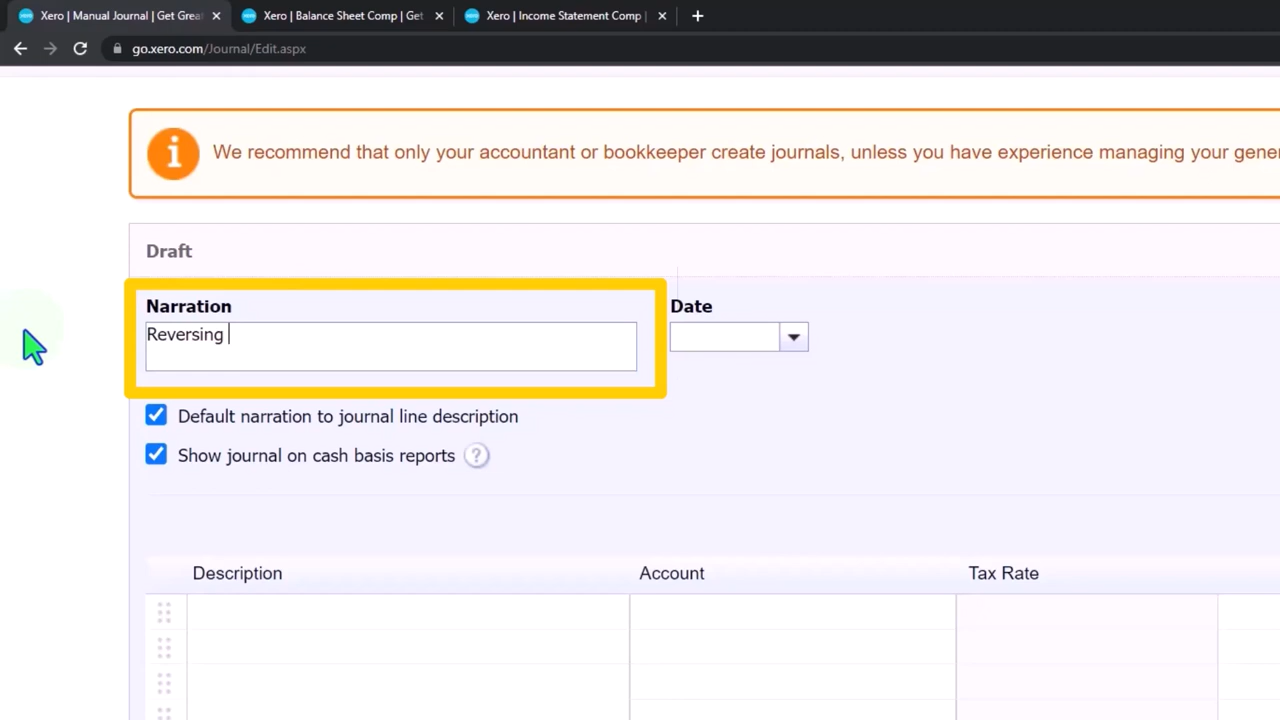 Xero | Manual Journal | Get Grea
Xero | Balance Sheet Comp | Get
Xero | Income Statement Comp |
go.xero.com/Journal/Edit.aspx
We recommend that only your accountant or bookkeeper create journals, unless you have experience managing your gener
Draft
Narration
Date
Reversing
Default narration to journal line description
Show journal on cash basis reports ?
Description
Account
Tax Rate